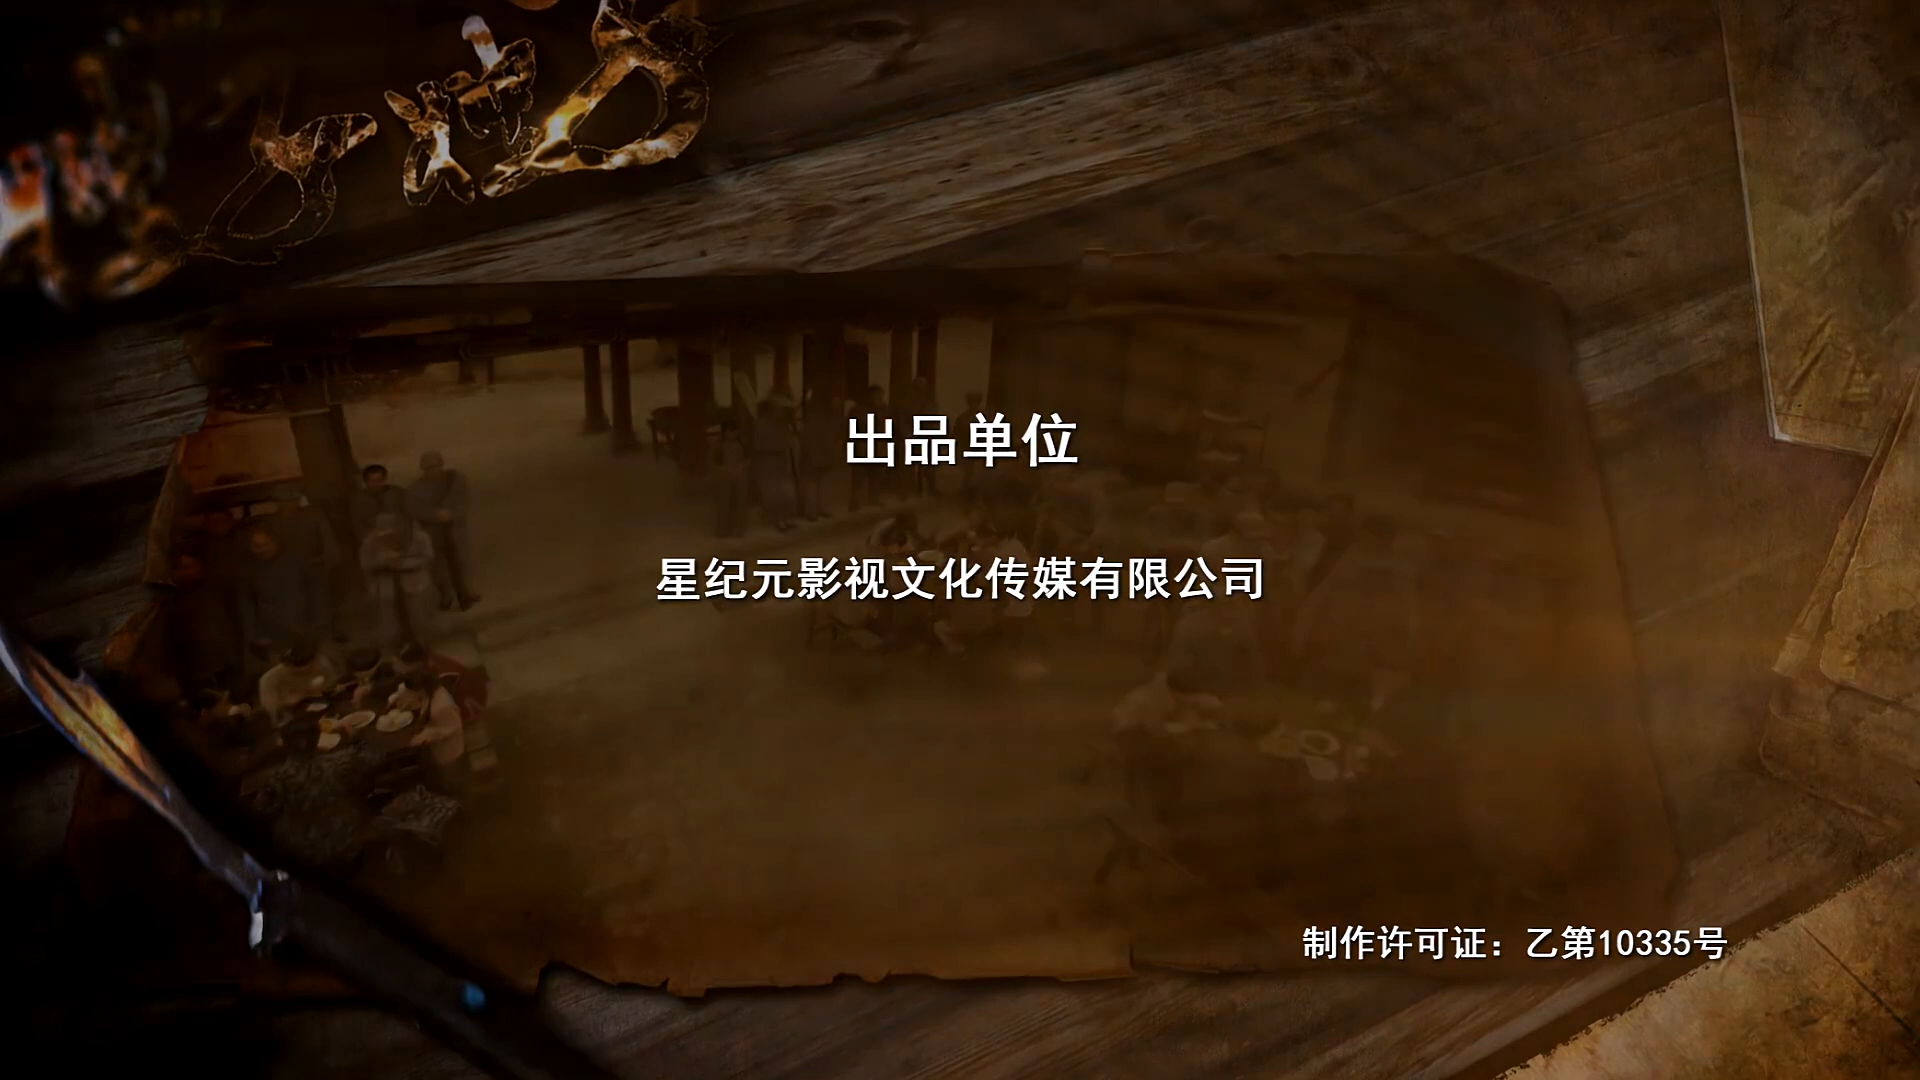 出品单位
星纪元影视文化传媒有限公司
制作许可证：乙第10335号